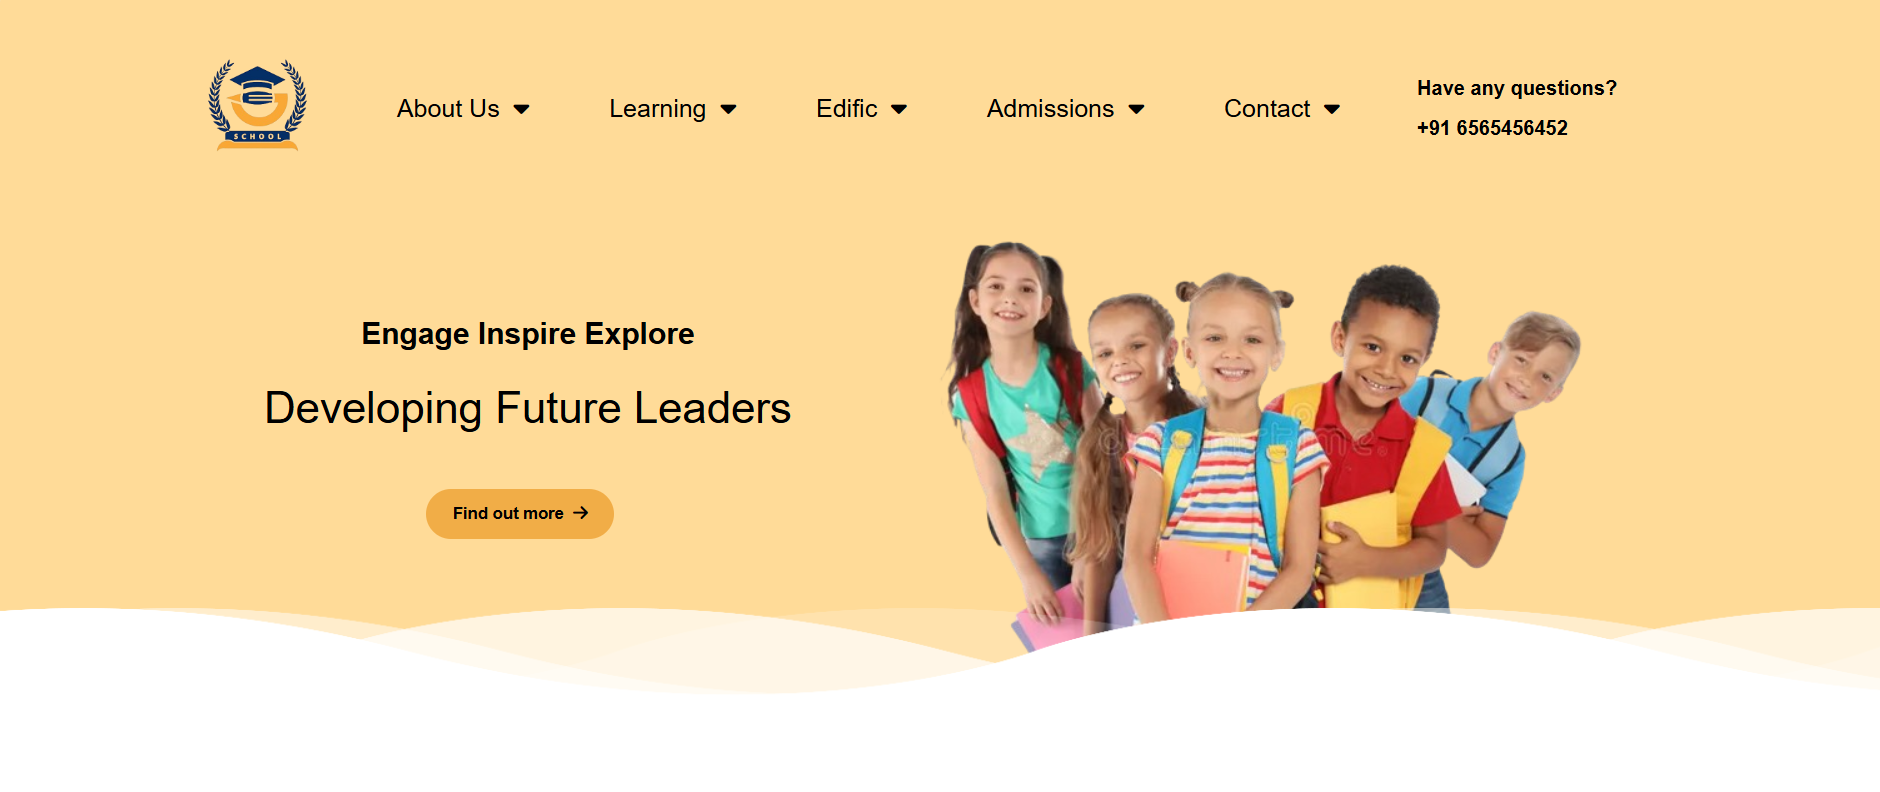 SCHOOL
About Us
Learning
Edific
Admissions
Contact
Have any questions?
+91 6565456452
Engage Inspire Explore
Developing Future Leaders
Find out more